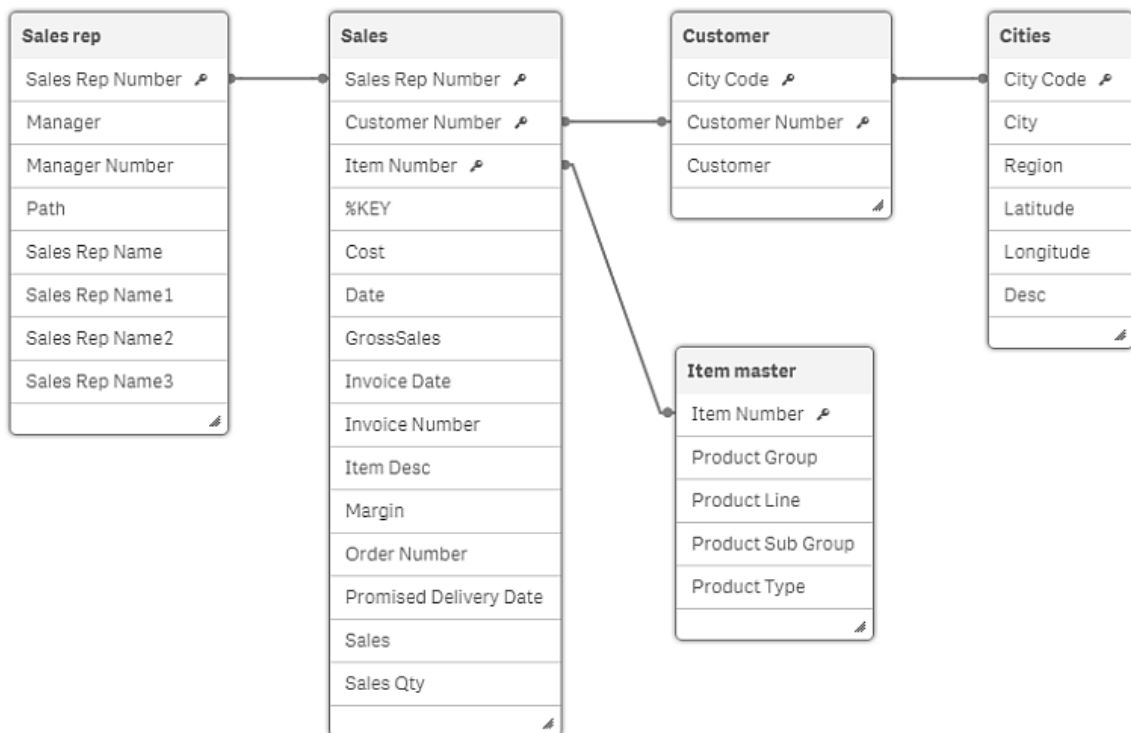 Sales rep
Sales Rep Number
Manager
Manager Number
Path
Sales Rep Name
Sales Rep Name1
Sales Rep Name2
Sales Rep Name3
Sales
Sales Rep Number
Customer Number
Item Number
%KEY
Cost
Date
GrossSales
Invoice Date
Invoice Number
Item Desc
Margin
Order Number
Promised Delivery Date
Sales
Sales Qty
Customer
City Code
Customer Number
Customer
Item master
Item Number
Product Group
Product Line
Product Sub Group
Product Type
Cities
City Code
City
Region
Latitude
Longitude
Desc